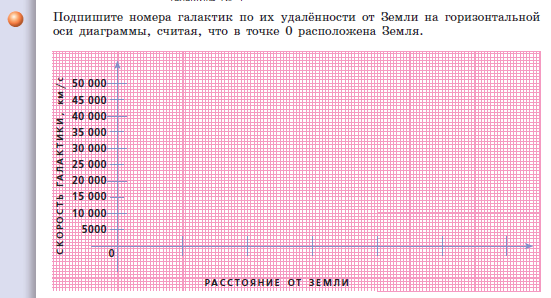 Подпишите номера галактик по их удалённости от Земли на горизонтальной
оси диаграммы, считая, что в точке 0 расположена Земля.
СКОРОСТЬ ГАЛАКТИКИ, км/с
50 000
45 000
40 000
35 000
30 000
25 000
20 000
15 000
10 000
5000
0
РАССТОЯНИЕ ОТ ЗЕМЛИ